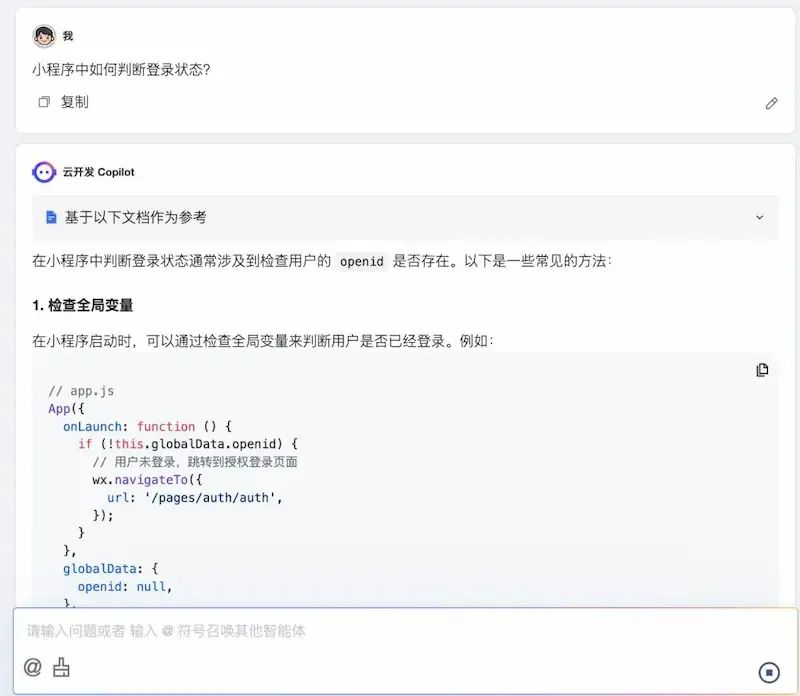 我
小程序中如何判断登录状态?
复制
云开发 Copilot
基于以下文档作为参考
在小程序中判断登录状态通常涉及到检查用户的 openid 是否存在。以下是一些常见的方法：
1. 检查全局变量
在小程序启动时，可以通过检查全局变量来判断用户是否已经登录。例如：
// app.js
App({
  onLaunch: function () {
    if (!this.globalData.openid) {
      // 用户未登录，跳转到授权登录页面
      wx.navigateTo({
        url: '/pages/auth/auth',
      });
    }
  },
  globalData: {
    openid: null,
  },
请输入问题或者 输入 @ 符号召唤其他智能体
@